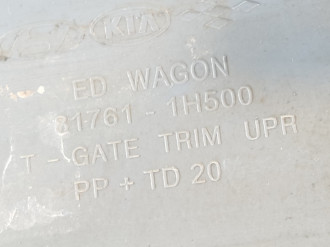 KIA
ED WAGON
81761 - 1H500
T - GATE TRIM UPR
PP + TD 20